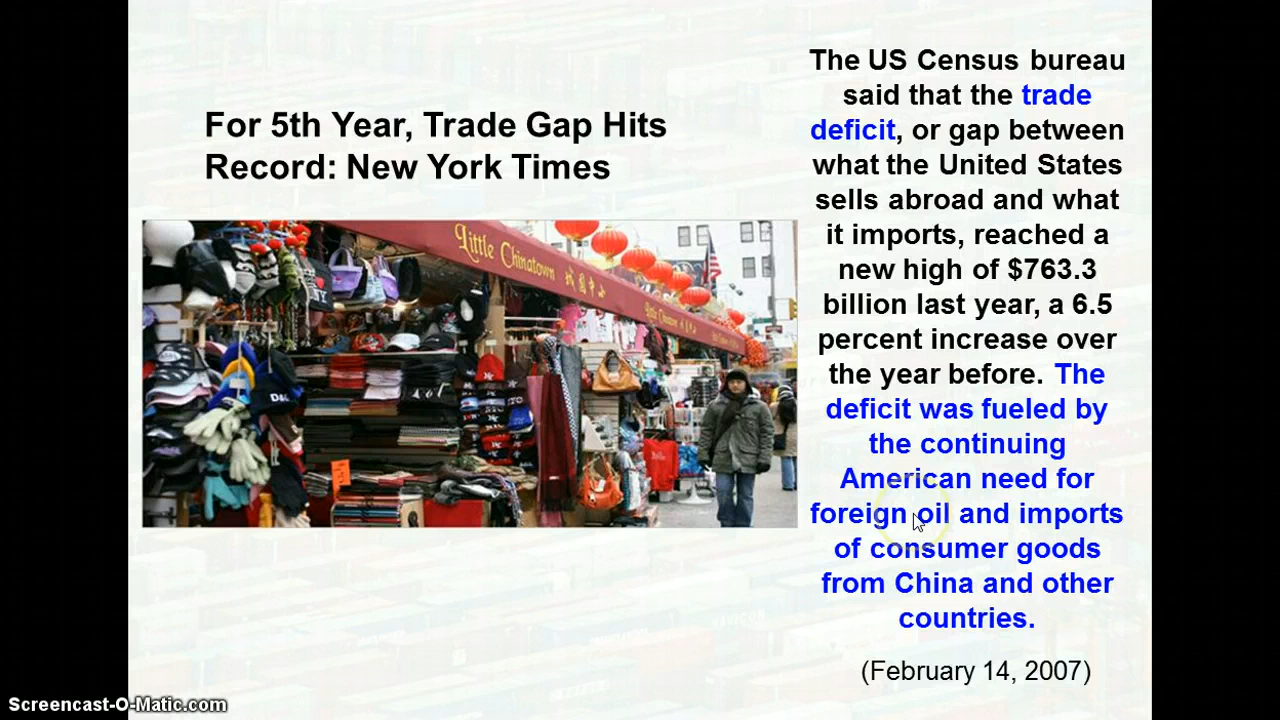 For 5th Year, Trade Gap Hits
Record: New York Times
Little Chinatown
The US Census bureau
said that the trade
deficit, or gap between
what the United States
sells abroad and what
it imports, reached a
new high of $763.3
billion last year, a 6.5
percent increase over
the year before. The
deficit was fueled by
the continuing
American need for
foreign oil and imports
of consumer goods
from China and other
countries.
(February 14, 2007)
Screencast-O-Matic.com